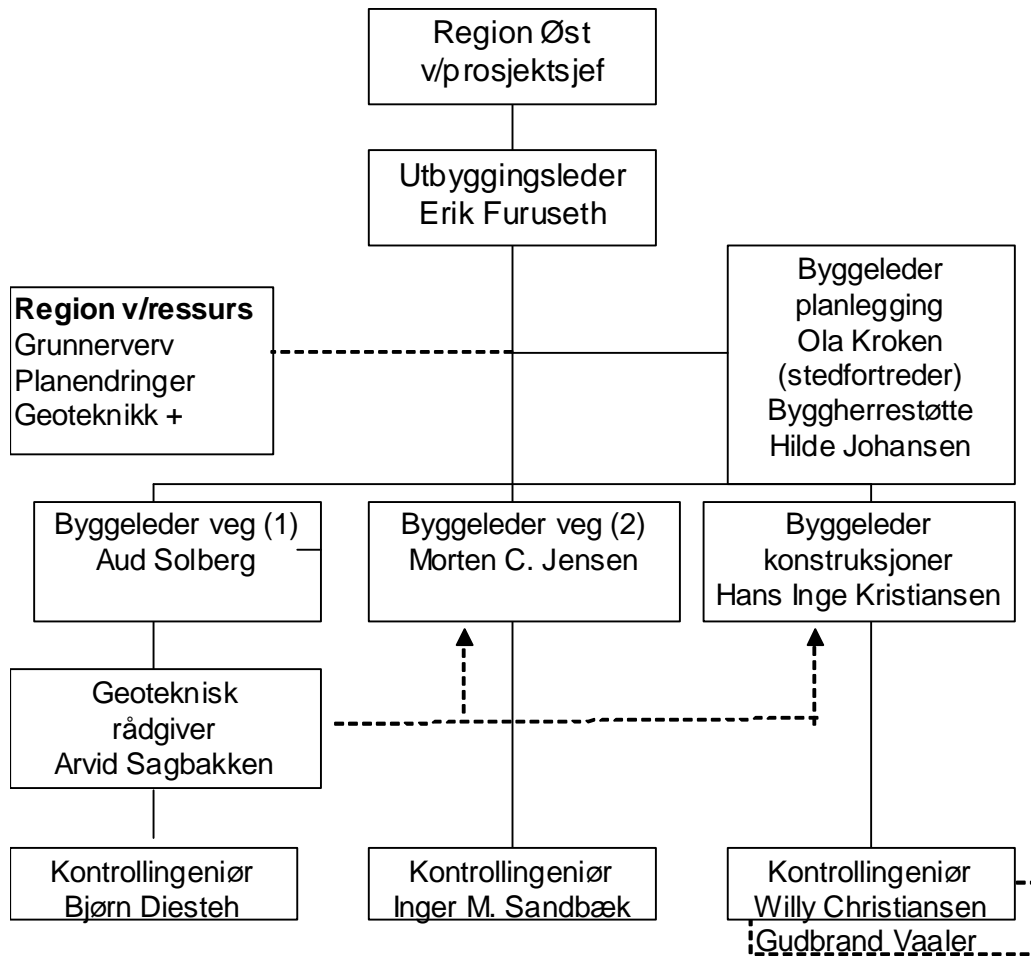 Region Øst
v/prosjektsjef
Utbyggingsleder
Erik Furuseth
Region v/ressurs
Grunnerverv
Planendringer
Geoteknikk +
Byggeleder
planlegging
Ola Kroken
(stedfortreder)
Byggherrestøtte
Hilde Johansen
Byggeleder veg (1)
Aud Solberg
Byggeleder veg (2)
Morten C. Jensen
Byggeleder
konstruksjoner
Hans Inge Kristiansen
Geoteknisk
rådgiver
Arvid Sagbakken
Kontrollingeniør
Bjørn Diesteh
Kontrollingeniør
Inger M. Sandbæk
Kontrollingeniør
Willy Christiansen
Gudbrand Vaaler